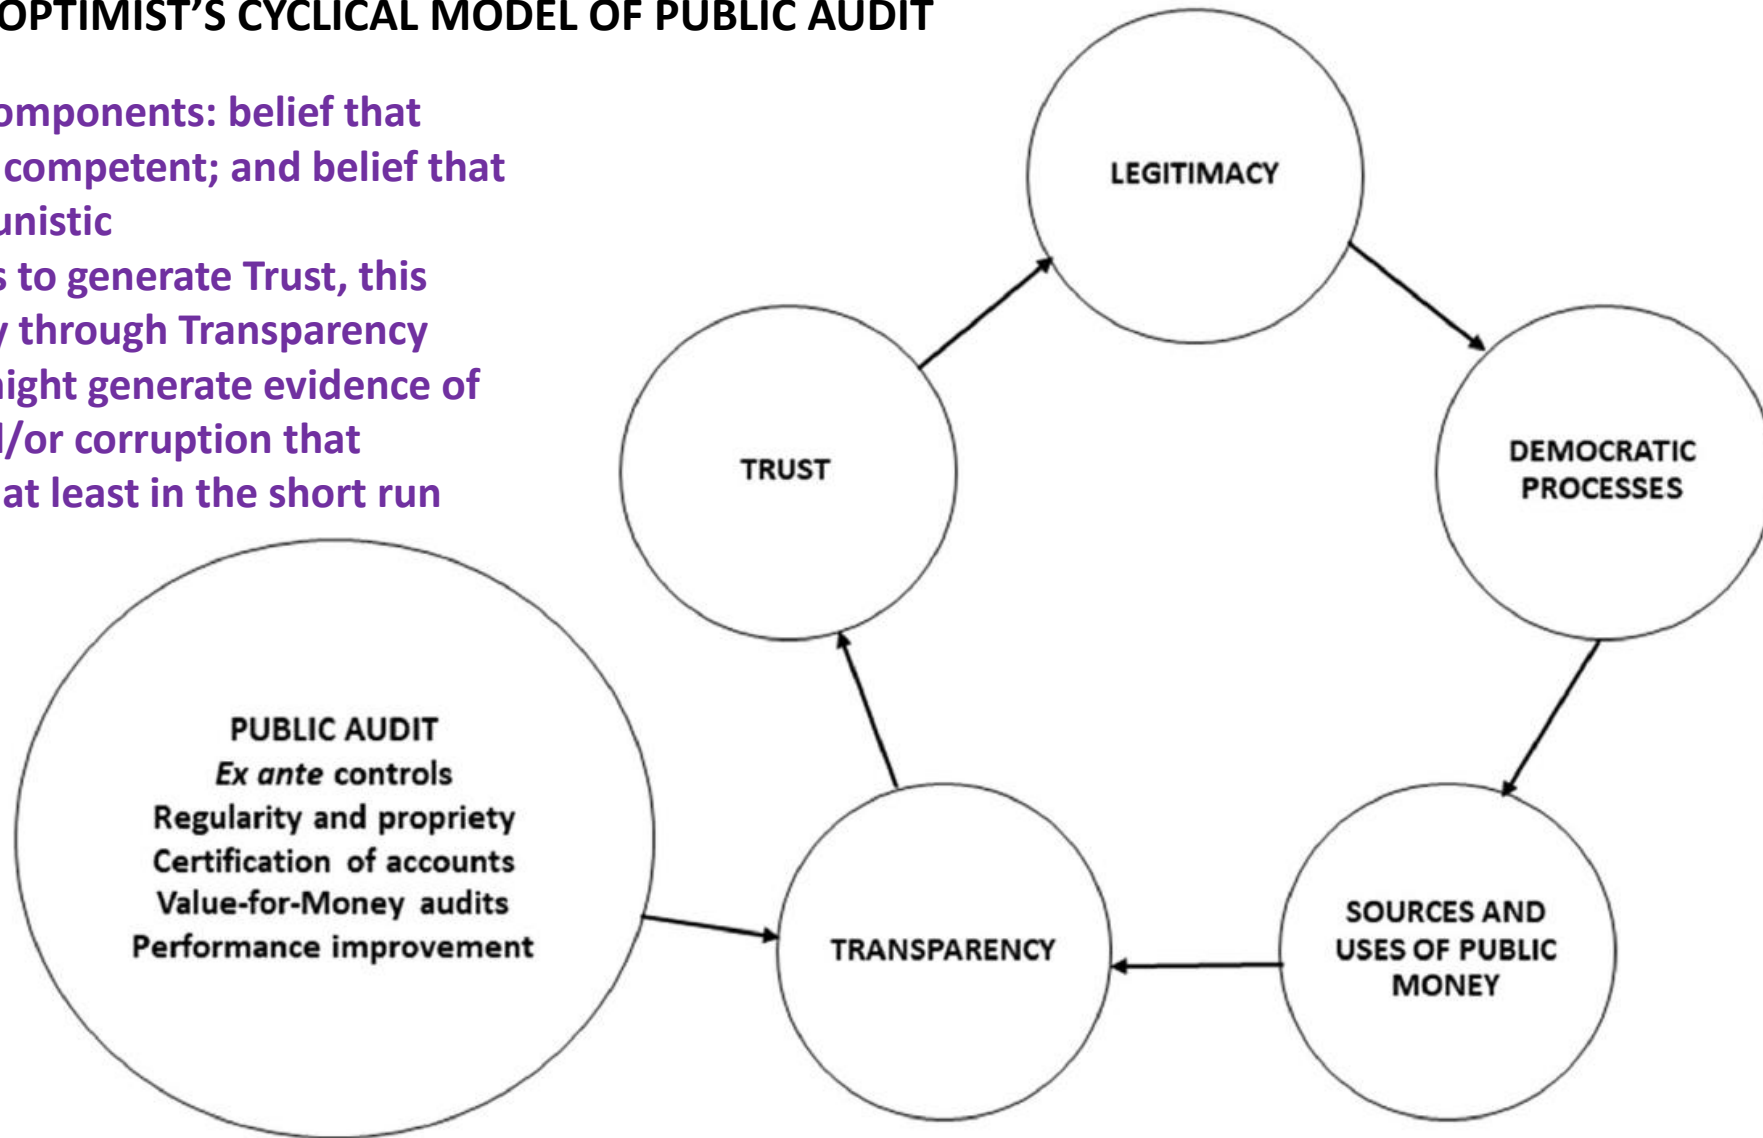 OPTIMIST'S CYCLICAL MODEL OF PUBLIC AUDIT
omponents: belief that
competent; and belief that
unistic
s to generate Trust, this
y through Transparency
ight generate evidence of
/or corruption that
at least in the short run
LEGITIMACY
TRUST
DEMOCRATIC
PROCESSES
PUBLIC AUDIT
Ex ante controls
Regularity and propriety
Certification of accounts
Value-for-Money audits
Performance improvement
TRANSPARENCY
SOURCES AND
USES OF PUBLIC
MONEY